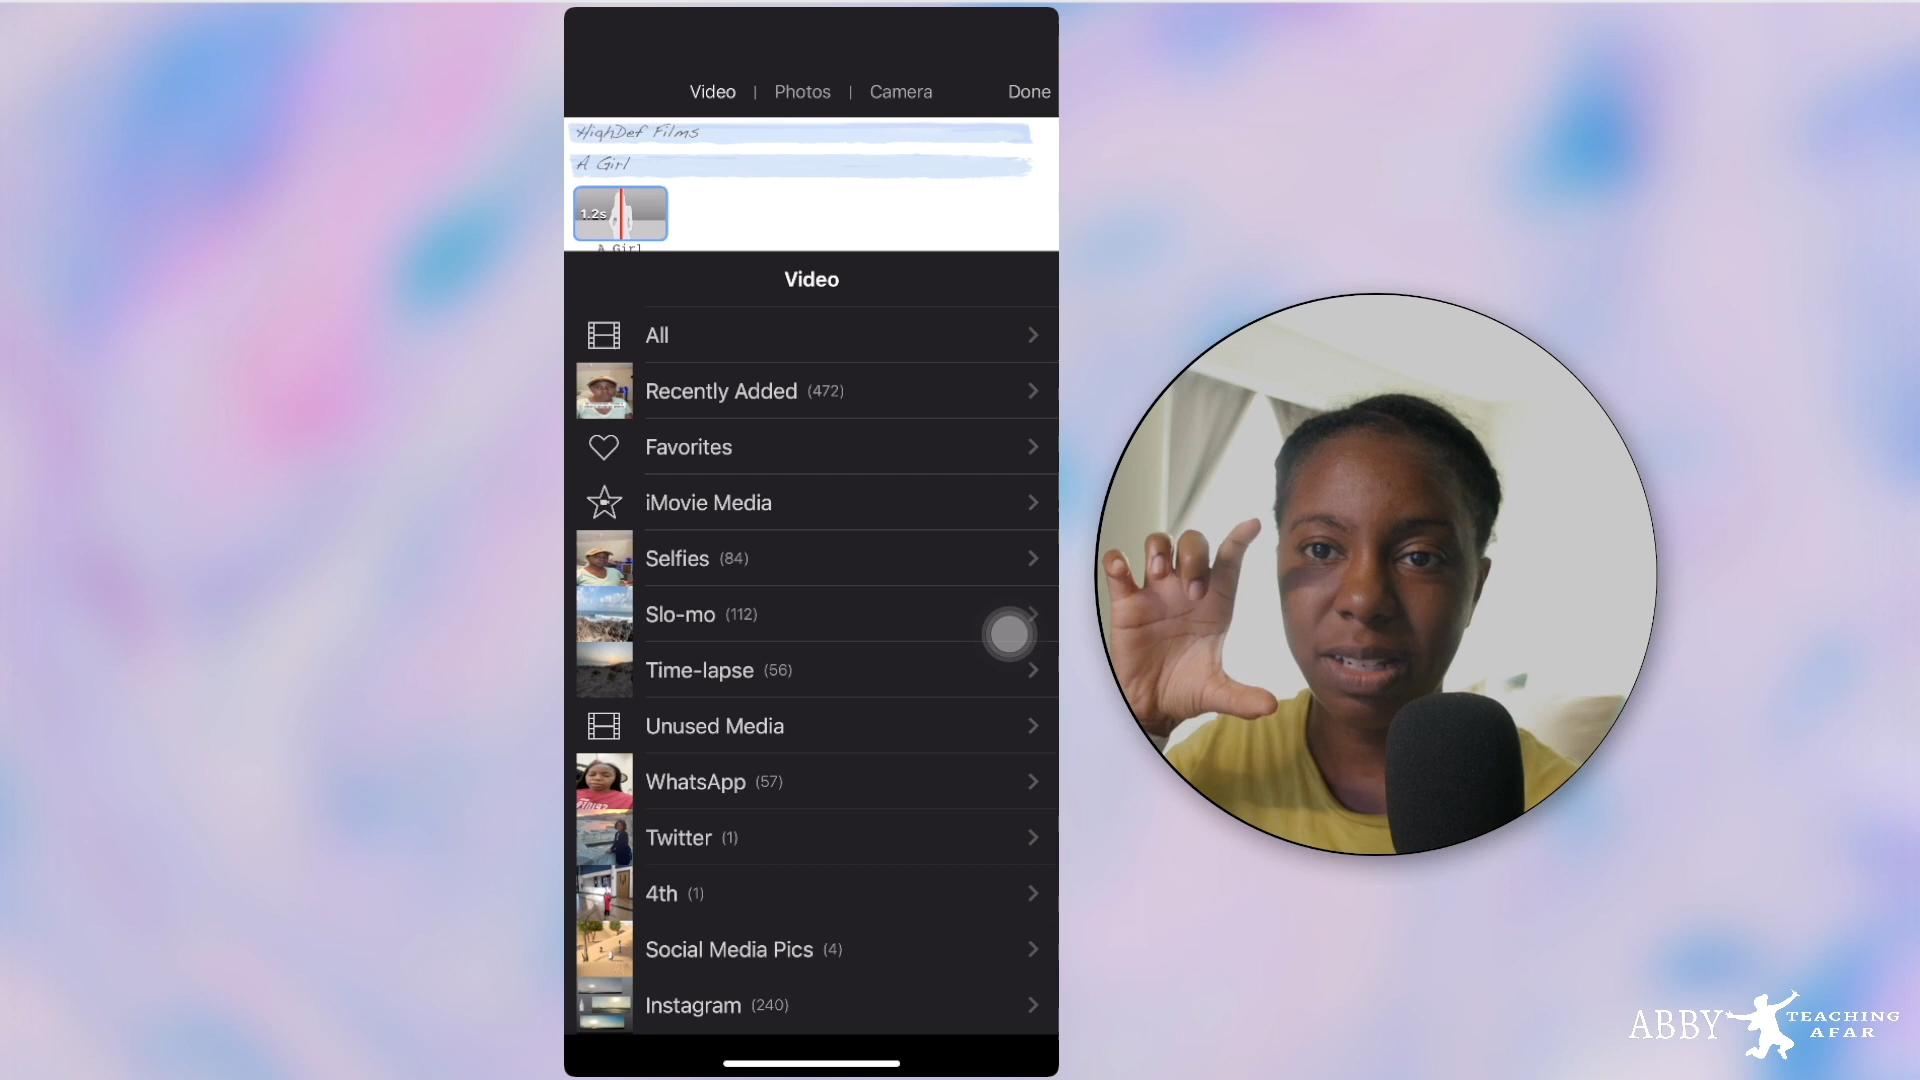 Video | Photos | Camera Done
HighDef Films
A Girl
1.2s
A Girl
Video
All
Recently Added (472)
Favorites
iMovie Media
Selfies (84)
Slo-mo (112)
Time-lapse (56)
Unused Media
WhatsApp (57)
Twitter (1)
4th (1)
Social Media Pics (4)
Instagram (240)
ABBY TEACHING
AFAR